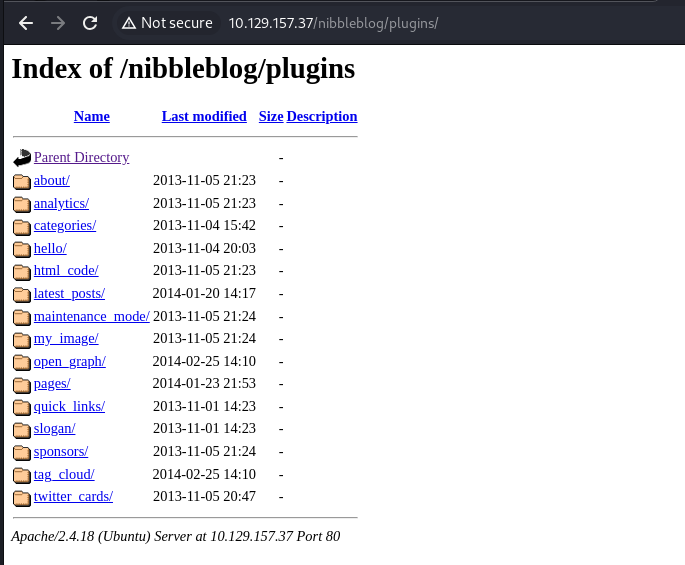 Not secure 10.129.157.37/nibbleblog/plugins/
Index of /nibbleblog/plugins
Name Last modified Size Description
Parent Directory -
about/ 2013-11-05 21:23 -
analytics/ 2013-11-05 21:23 -
categories/ 2013-11-04 15:42 -
hello/ 2013-11-04 20:03 -
html_code/ 2013-11-05 21:23 -
latest_posts/ 2014-01-20 14:17 -
maintenance_mode/ 2013-11-05 21:24 -
my_image/ 2013-11-05 21:24 -
open_graph/ 2014-02-25 14:10 -
pages/ 2014-01-23 21:53 -
quick_links/ 2013-11-01 14:23 -
slogan/ 2013-11-01 14:23 -
sponsors/ 2013-11-05 21:24 -
tag_cloud/ 2014-02-25 14:10 -
twitter_cards/ 2013-11-05 20:47 -
Apache/2.4.18 (Ubuntu) Server at 10.129.157.37 Port 80